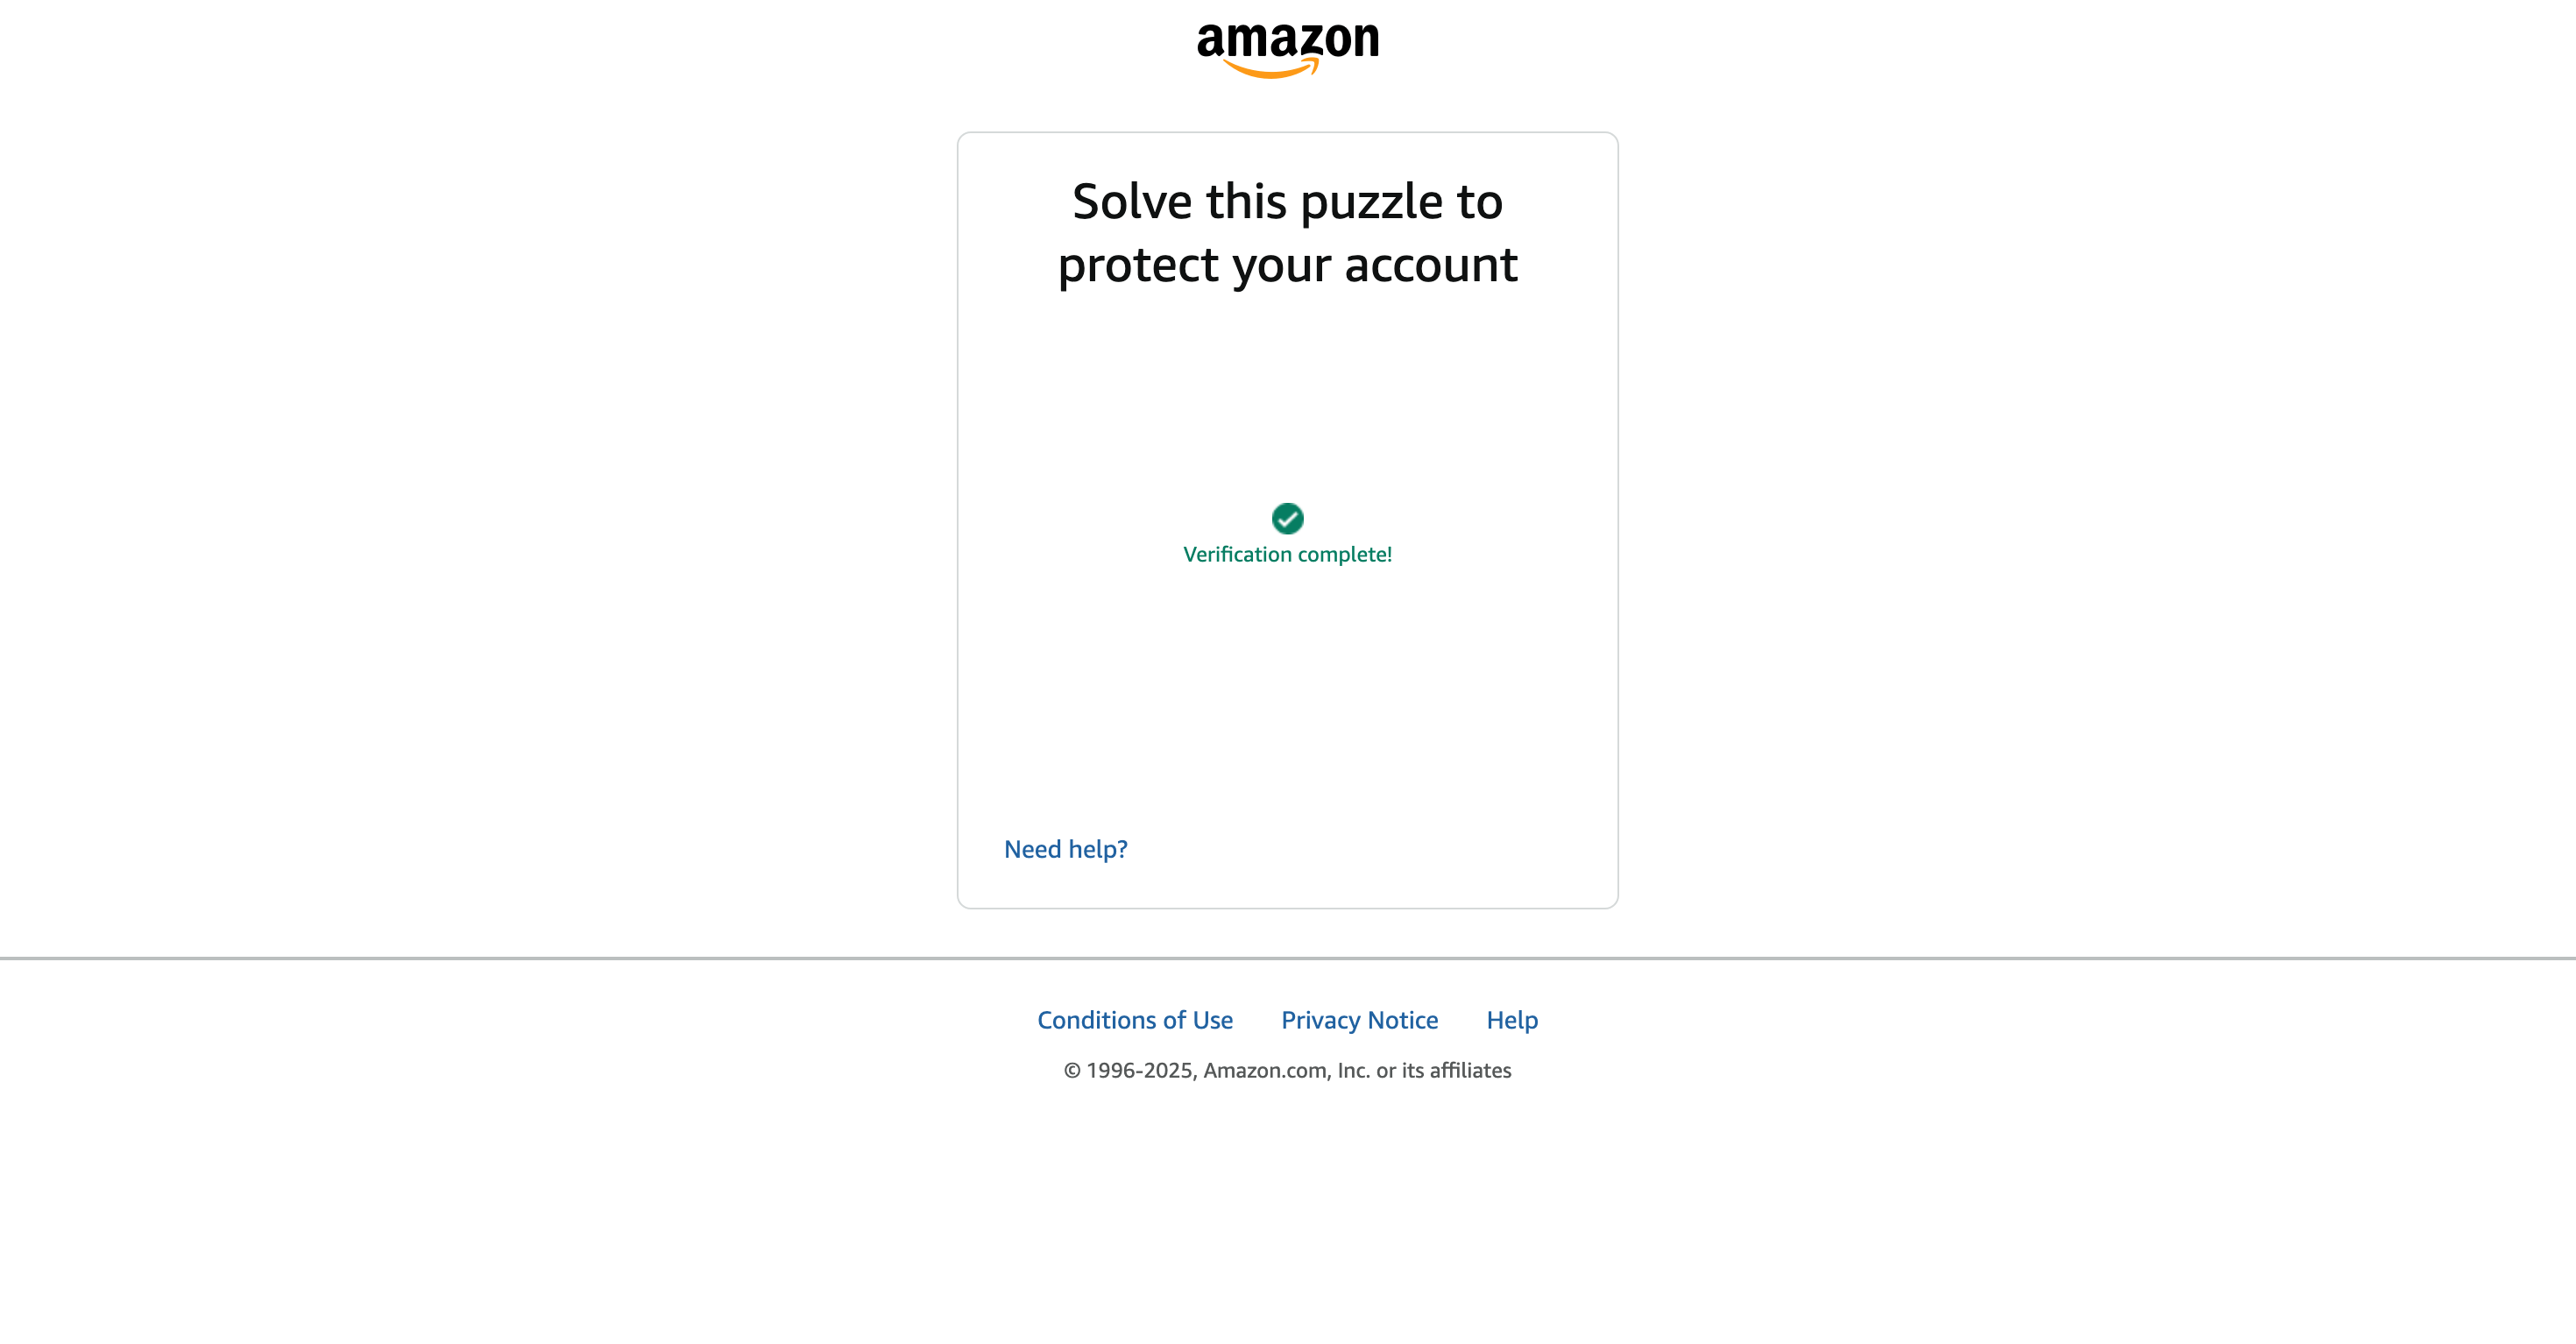 amazon
Solve this puzzle to
protect your account
Verification complete!
Need help?
Conditions of Use Privacy Notice Help
© 1996-2025, Amazon.com, Inc. or its affiliates